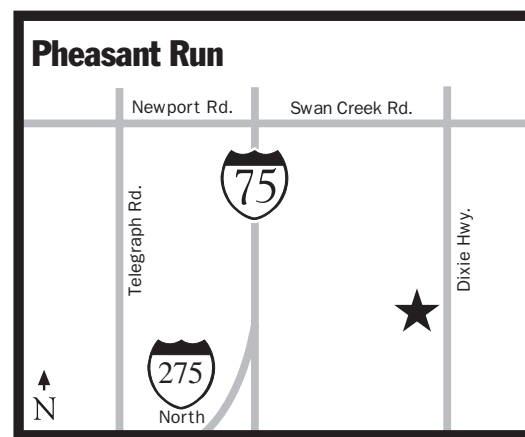 Pheasant Run
Newport Rd.
Swan Creek Rd.
75
Telegraph Rd.
Dixie Hwy.
275
North
N